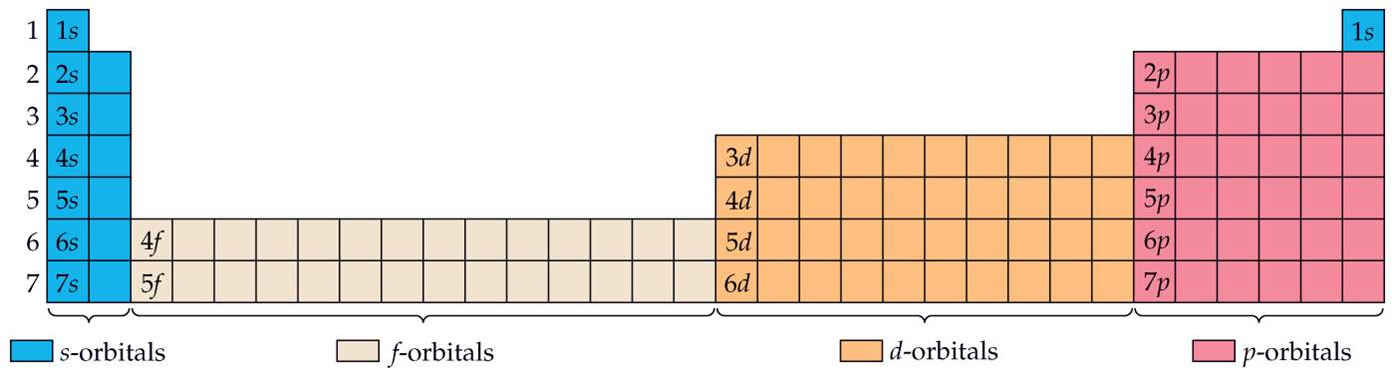 1 1s 1s
2 2s 2p
3 3s 3p
4 4s 3d 4p
5 5s 4d 5p
6 6s 4f 5d 6p
7 7s 5f 6d 7p
s-orbitals f-orbitals d-orbitals p-orbitals